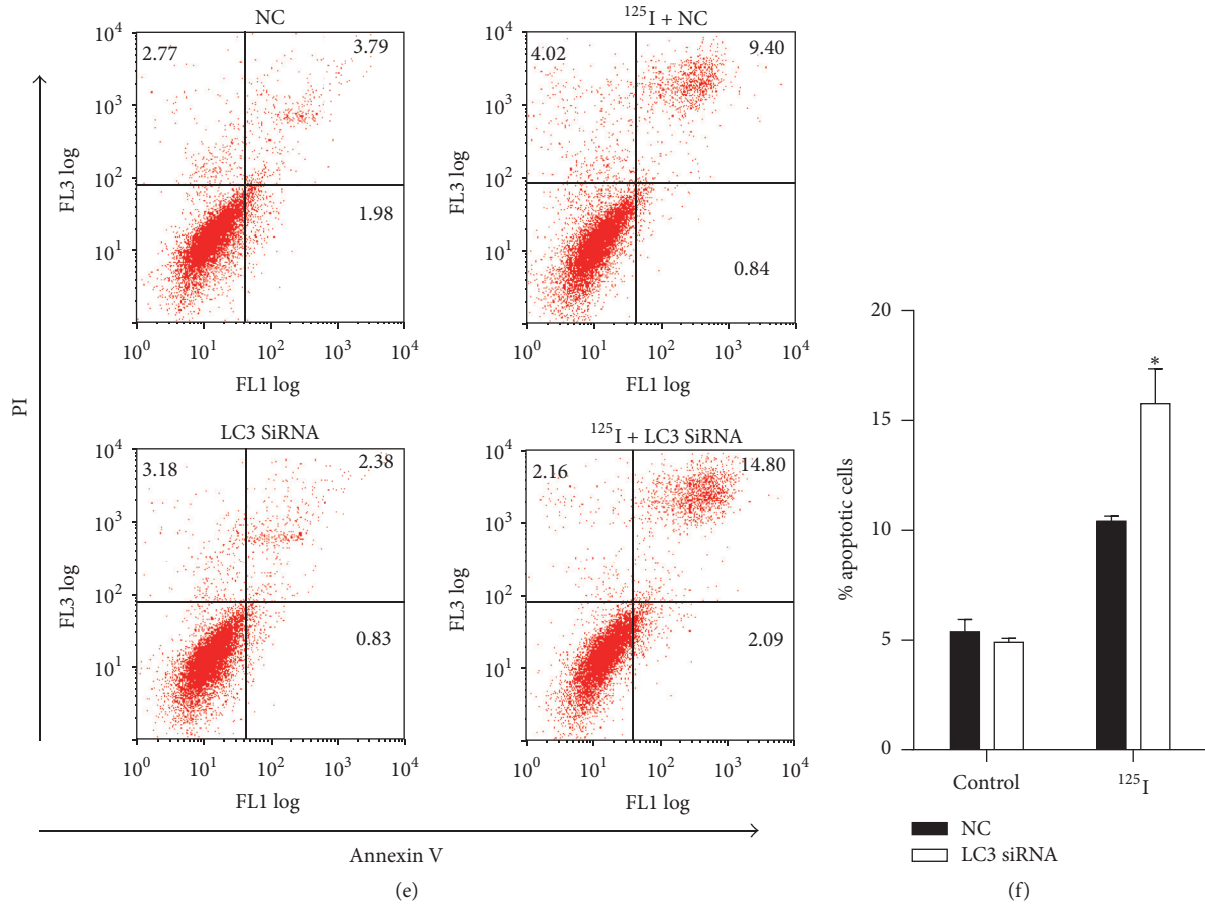 NC
2.77
3.79
1.98
10⁴
10³
10²
10¹
FL3 log
10⁰ 10¹ 10² 10³ 10⁴
FL1 log
¹²⁵I + NC
4.02
9.40
0.84
10⁴
10³
10²
10¹
FL3 log
10⁰ 10¹ 10² 10³ 10⁴
FL1 log
PI
LC3 SiRNA
3.18
2.38
0.83
10⁴
10³
10²
10¹
FL3 log
10⁰ 10¹ 10² 10³ 10⁴
FL1 log
¹²⁵I + LC3 SiRNA
2.16
14.80
2.09
10⁴
10³
10²
10¹
FL3 log
10⁰ 10¹ 10² 10³ 10⁴
FL1 log
Annexin V
(e)
20
15
10
5
0
% apoptotic cells
*
Control ¹²⁵I
NC
LC3 siRNA
(f)